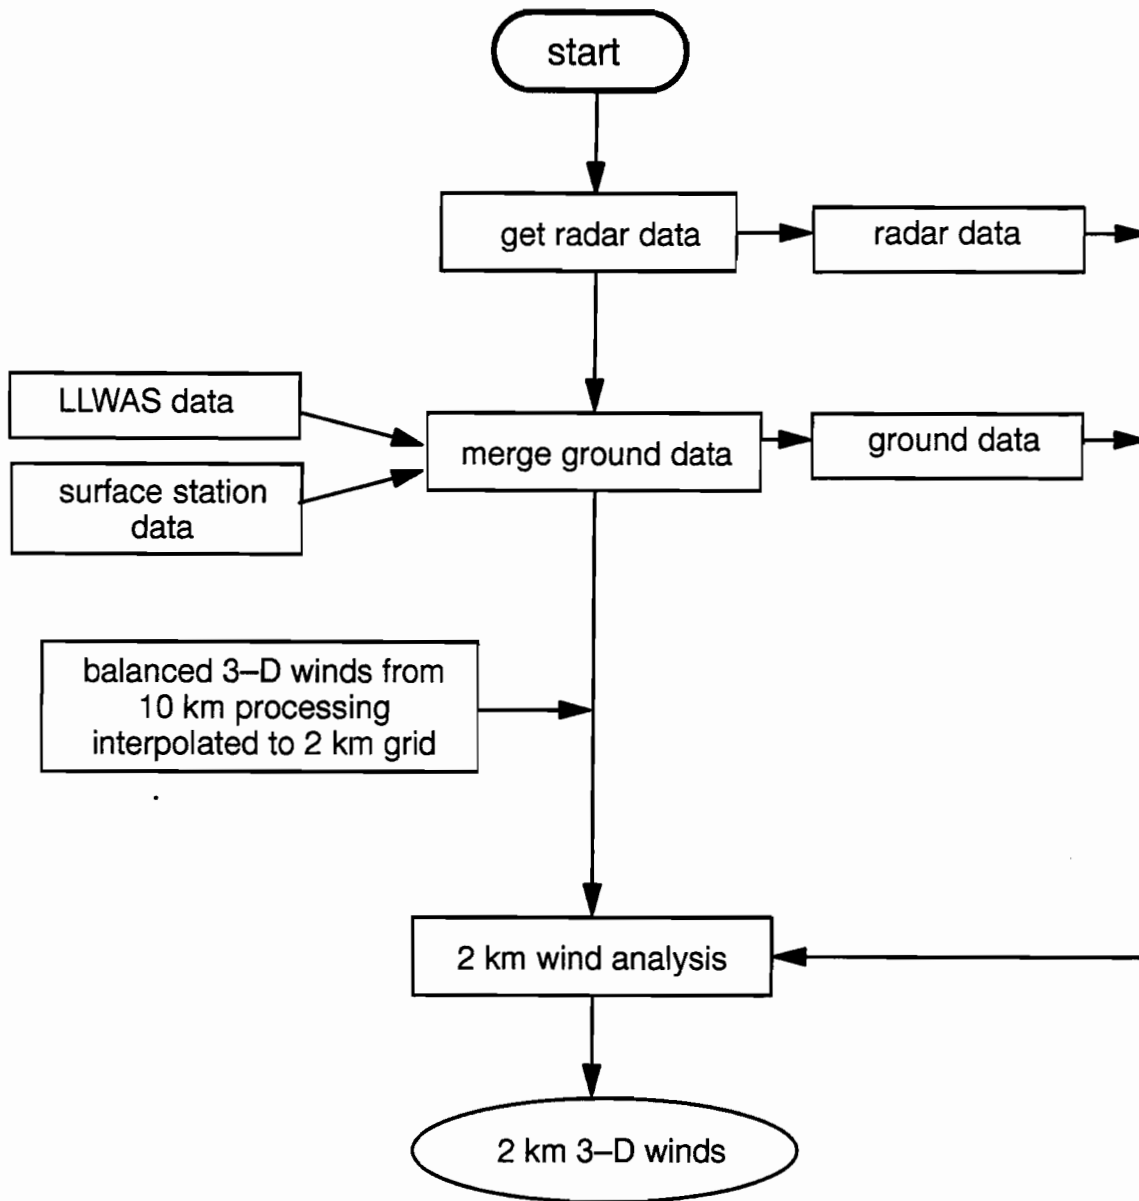 start
get radar data
radar data
LLWAS data
merge ground data
ground data
surface station
data
balanced 3–D winds from
10 km processing
interpolated to 2 km grid
2 km wind analysis
2 km 3–D winds